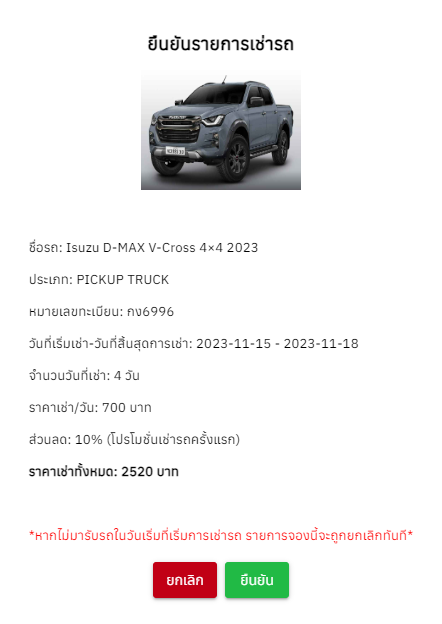 ยืนยันรายการเช่ารถ
ชื่อรถ: Isuzu D-MAX V-Cross 4×4 2023
ประเภท: PICKUP TRUCK
หมายเลขทะเบียน: กง6996
วันที่เริ่มเช่า-วันที่สิ้นสุดการเช่า: 2023-11-15 - 2023-11-18
จำนวนวันที่เช่า: 4 วัน
ราคาเช่า/วัน: 700 บาท
ส่วนลด: 10% (โปรโมชั่นเช่ารถครั้งแรก)
ราคาเช่าทั้งหมด: 2520 บาท
*หากไม่มารับรถในวันเริ่มที่เริ่มการเช่ารถ รายการจองนี้จะถูกยกเลิกทันที*
ยกเลิก ยืนยัน